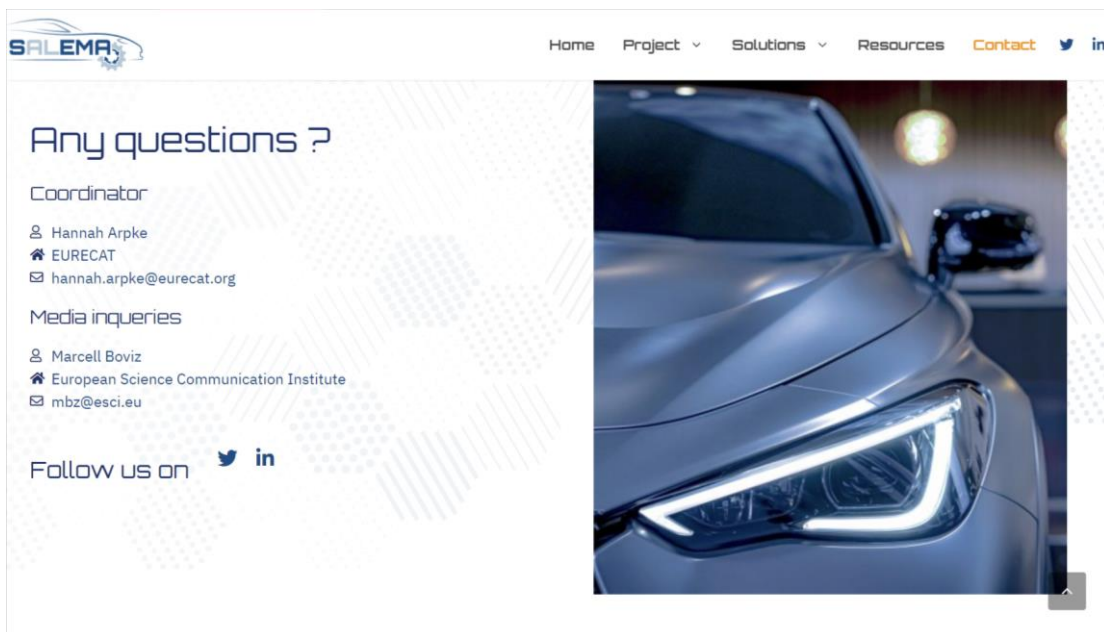 SALEMA
Home Project Solutions Resources Contact
Any questions ?
Coordinator
Hannah Arpke
EURECAT
hannah.arpke@eurecat.org
Media inqueries
Marcell Boviz
European Science Communication Institute
mbz@esci.eu
Follow us on